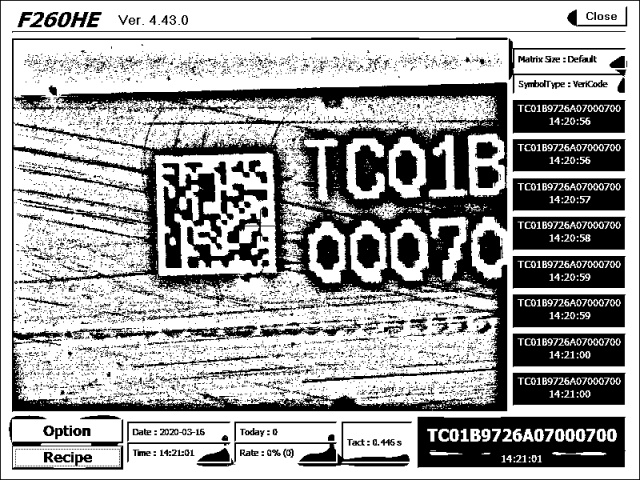 F260HE Ver. 4.43.0
Close
Matrix Size : Default
SymbolType : VeriCode
TC01B
00070
TC01B9726A07000700
14:20:56
TC01B9726A07000700
14:20:56
TC01B9726A07000700
14:20:57
TC01B9726A07000700
14:20:58
TC01B9726A07000700
14:20:59
TC01B9726A07000700
14:20:59
TC01B9726A07000700
14:21:00
TC01B9726A07000700
14:21:00
Option
Recipe
Date : 2020-03-16
Time : 14:21:01
Today : 0
Rate : 0% (0)
Tact : 0.446 s
TC01B9726A07000700
14:21:01